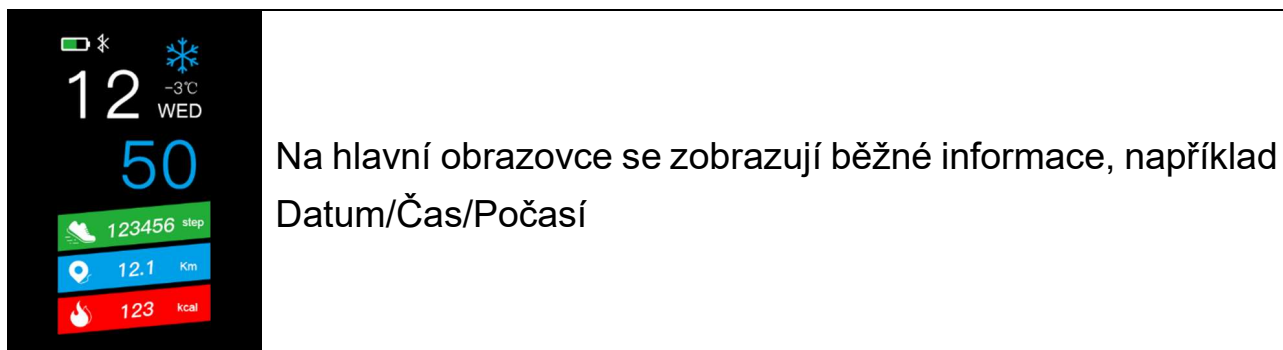 12
-3℃
WED
50
123456 step
12.1 Km
123 kcal
Na hlavní obrazovce se zobrazují běžné informace, například
Datum/Čas/Počasí